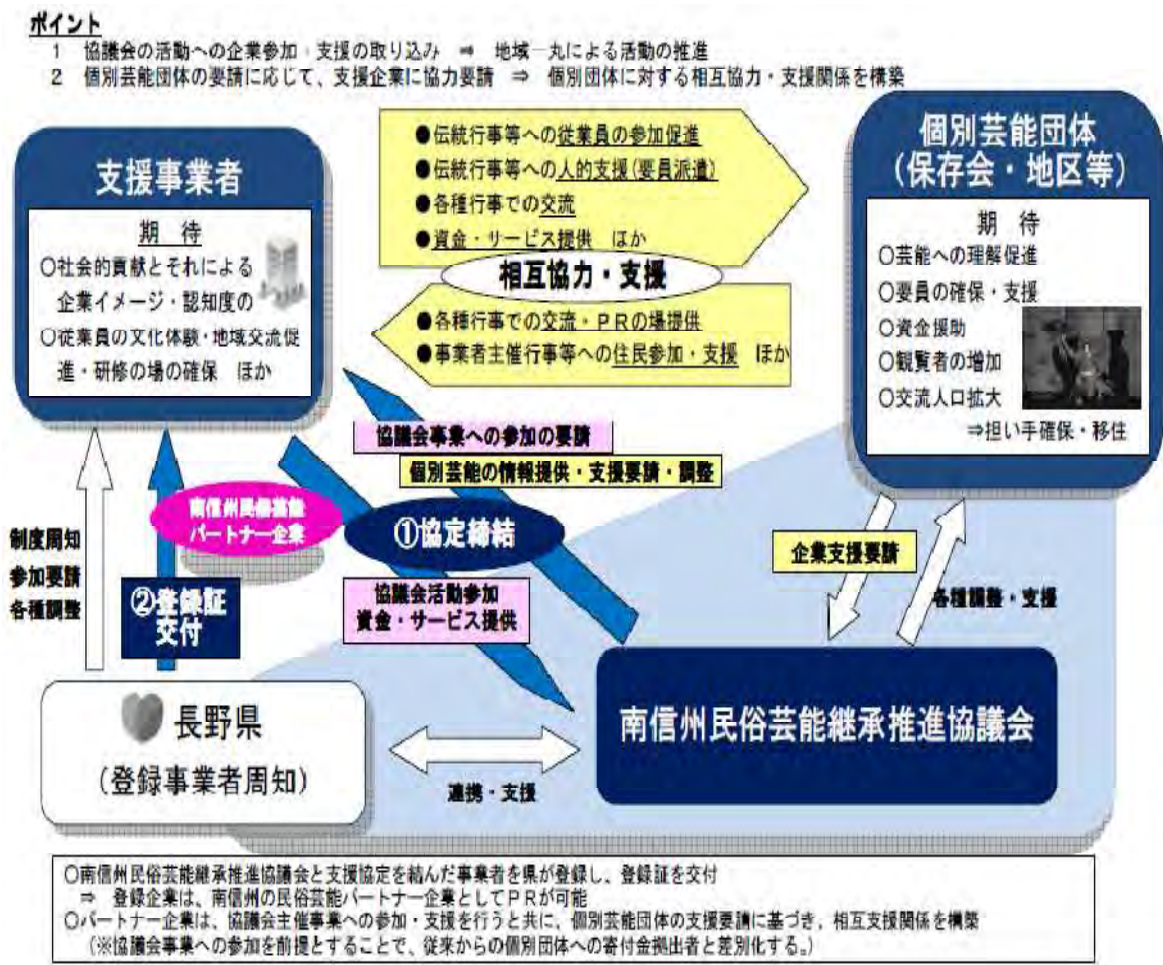 ポイント
1 協議会の活動への企業参加・支援の取り込み ⇒ 地域一丸による活動の推進
2 個別芸能団体の要請に応じて、支援企業に協力要請 ⇒ 個別団体に対する相互協力・支援関係を構築
支援事業者
期 待
○社会的貢献とそれによる
企業イメージ・認知度の
○従業員の文化体験・地域交流促
進・研修の場の確保 ほか
●伝統行事等への従業員の参加促進
●伝統行事等への人的支援(要員派遣)
●各種行事での交流
●資金・サービス提供 ほか
相互協力・支援
●各種行事での交流・PRの場提供
●事業者主催行事等への住民参加・支援 ほか
個別芸能団体
(保存会・地区等)
期 待
○芸能への理解促進
○要員の確保・支援
○資金援助
○観覧者の増加
○交流人口拡大
⇒担い手確保・移住
協議会事業への参加の要請
個別芸能の情報提供・支援要請・調整
南信州民俗芸能
パートナー企業
①協定締結
協議会活動参加
資金・サービス提供
制度周知
参加要請
各種調整
②登録証
交付
企業支援要請
各種調整・支援
長野県
(登録事業者周知)
連携・支援
南信州民俗芸能継承推進協議会
○南信州民俗芸能継承推進協議会と支援協定を結んだ事業者を県が登録し、登録証を交付
⇒ 登録企業は、南信州の民俗芸能パートナー企業としてPRが可能
○パートナー企業は、協議会主催事業への参加・支援を行うと共に、個別芸能団体の支援要請に基づき，相互支援関係を構築
(※協議会事業への参加を前提とすることで、従来からの個別団体への寄付金拠出者と差別化する。)